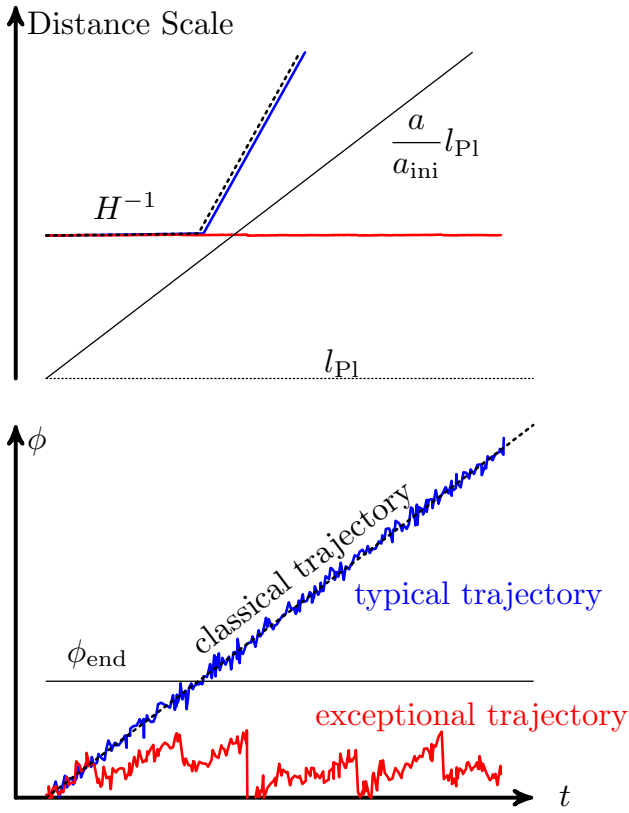 Distance Scale
a
a_ini l_Pl
H⁻¹
l_Pl
ϕ
classical trajectory
typical trajectory
ϕ_end
exceptional trajectory
t